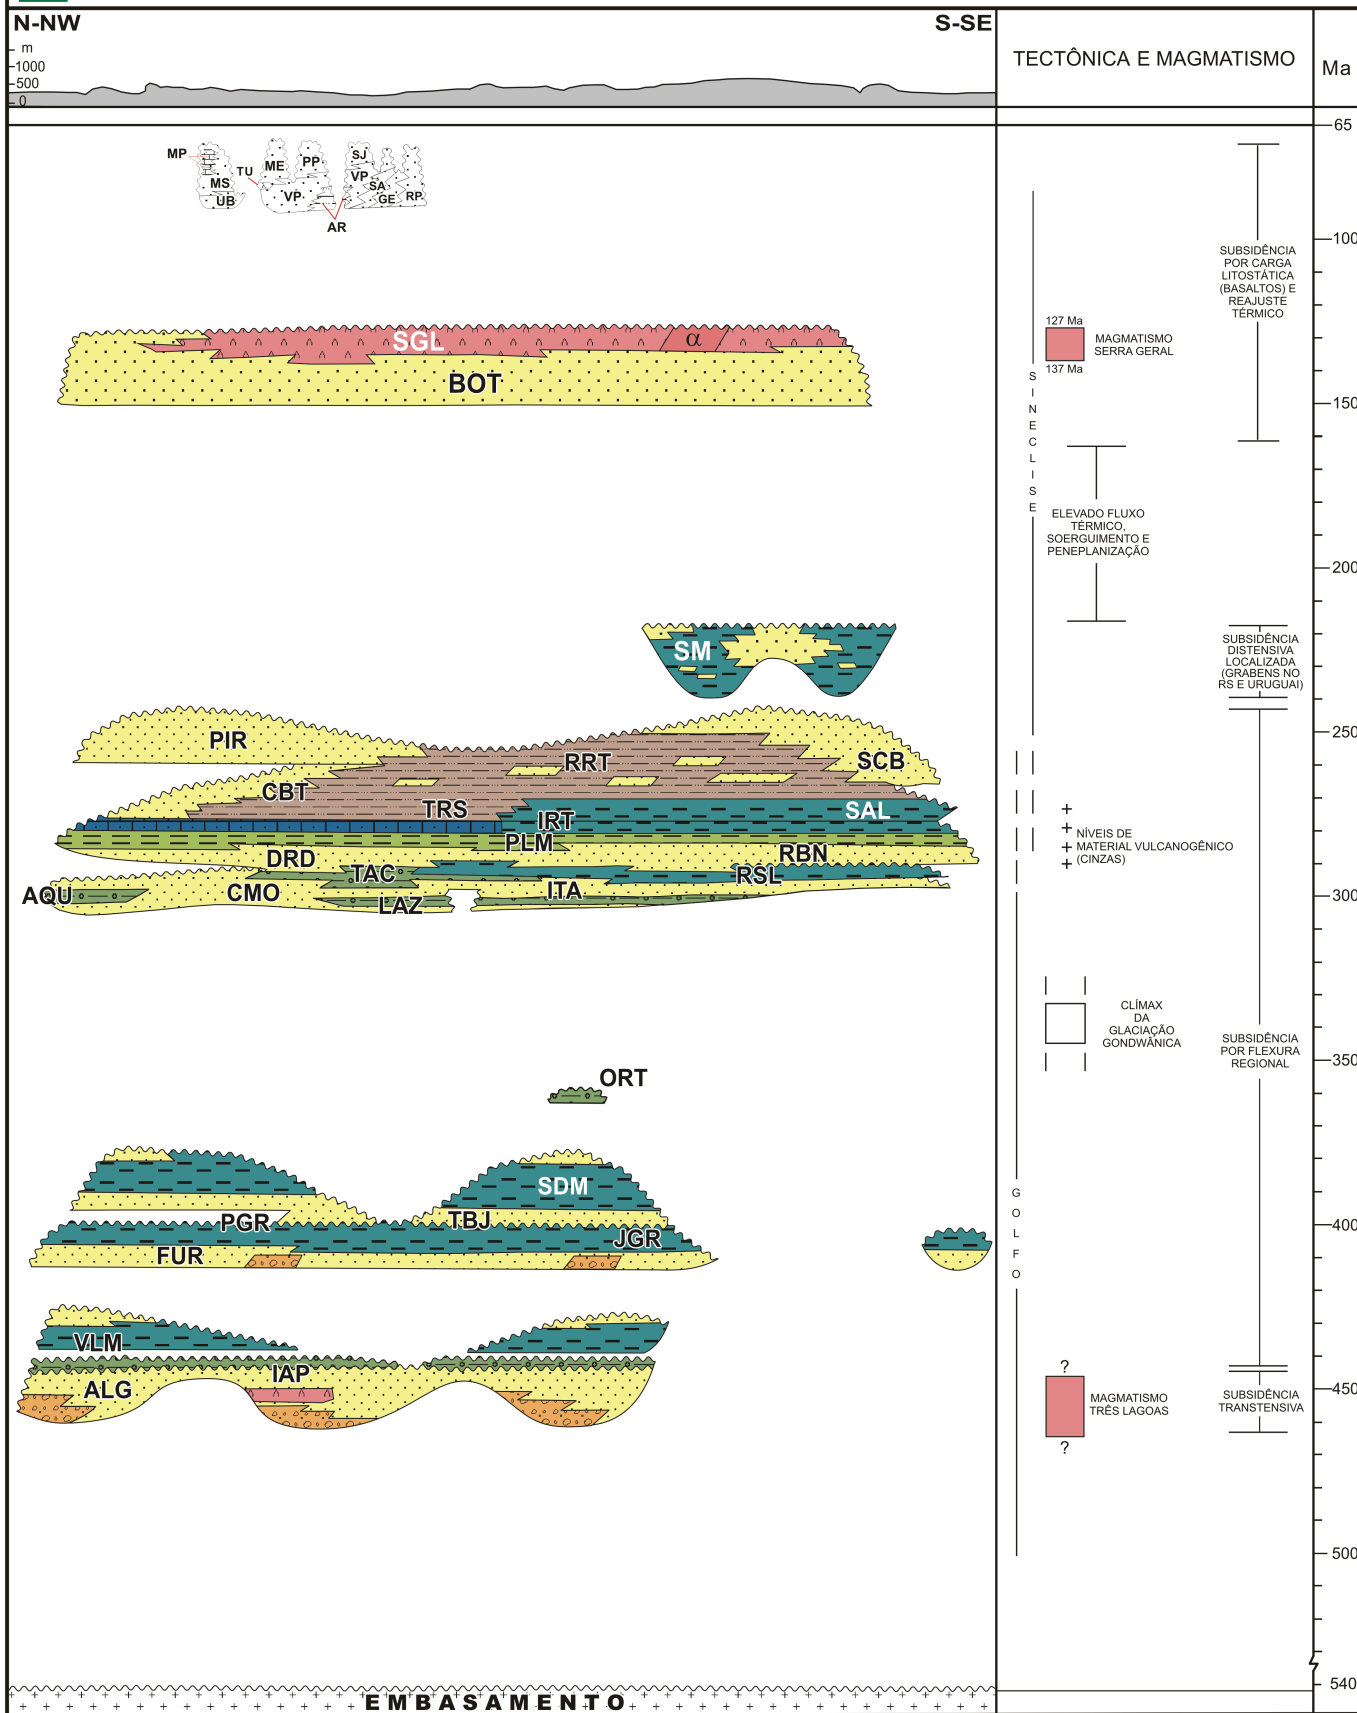 N-NW
S-SE
TECTÔNICA E MAGMATISMO
Ma
m
1000
500
0
65
MP
TU
ME
PP
SJ
MS
VP
VP
SA
UB
GE
RP
AR
100
SUBSIDÊNCIA
POR CARGA
LITOSTÁTICA
(BASALTOS) E
REAJUSTE
TÉRMICO
127 Ma
MAGMATISMO
SERRA GERAL
137 Ma
SGL
α
BOT
150
SINECLISE
ELEVADO FLUXO
TÉRMICO,
SOERGUIMENTO E
PENEPLANIZAÇÃO
200
SM
SUBSIDÊNCIA
DISTENSIVA
LOCALIZADA
(GRABENS NO
RS E URUGUAI)
250
PIR
RRT
SCB
CBT
TRS
IRT
SAL
PLM
DRD
RBN
TAC
RSL
AQU
CMO
ITA
LAZ
NÍVEIS DE
MATERIAL VULCANOGÊNICO
(CINZAS)
300
CLÍMAX
DA
GLACIAÇÃO
GONDWÂNICA
SUBSIDÊNCIA
POR FLEXURA
REGIONAL
350
ORT
SDM
PGR
TBJ
JGR
FUR
400
GOLFO
VLM
IAP
ALG
?
MAGMATISMO
TRÊS LAGOAS
?
SUBSIDÊNCIA
TRANSTENSIVA
450
500
540
EMBASAMENTO